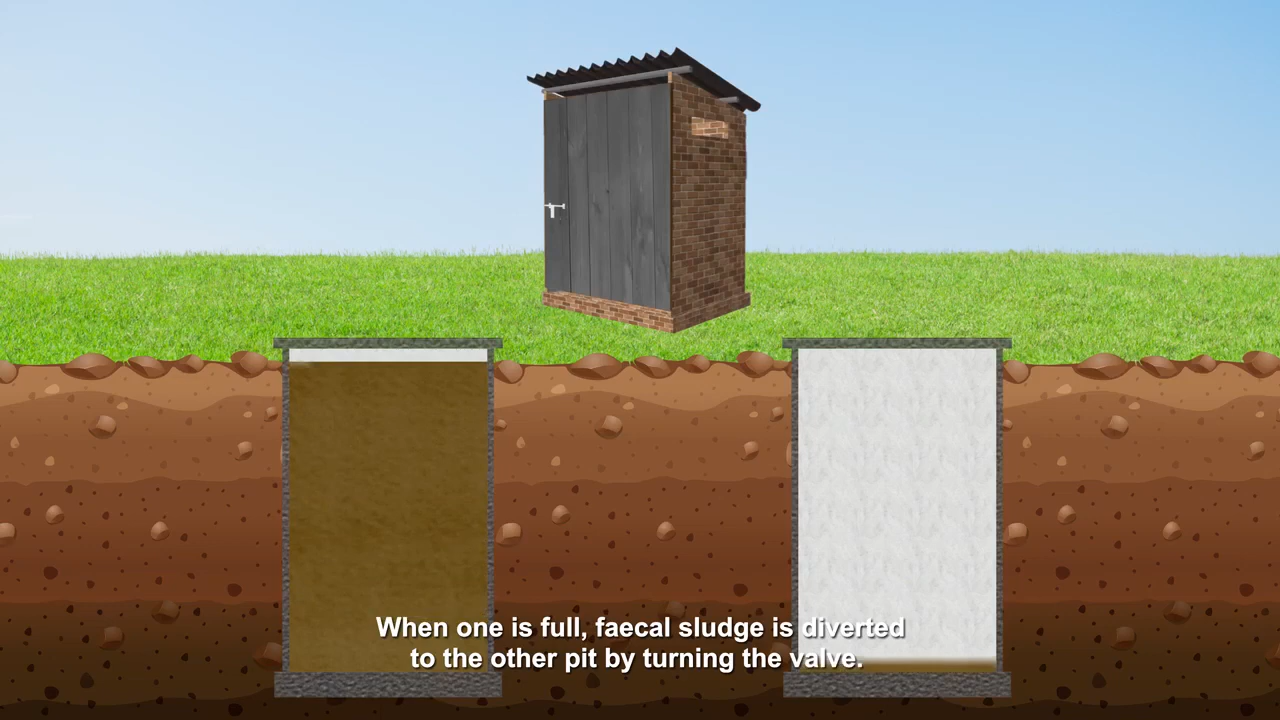 When one is full, faecal sludge is diverted
to the other pit by turning the valve.